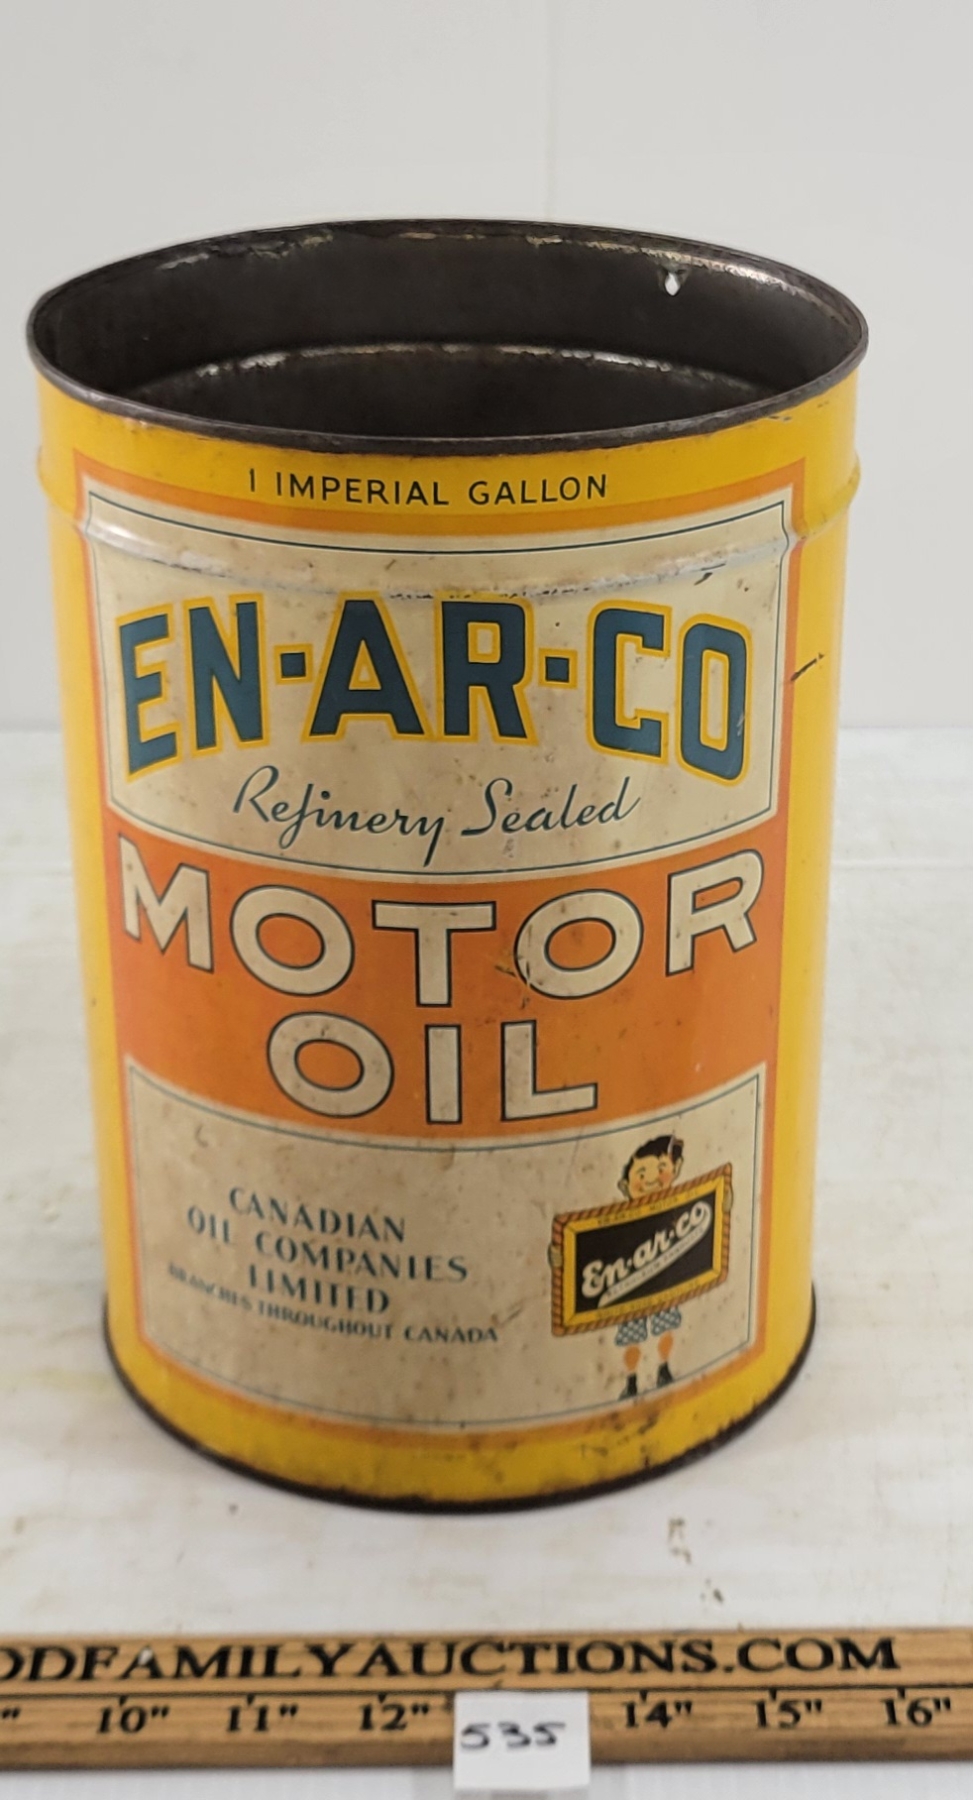 1 IMPERIAL GALLON
EN·AR·CO
Refinery Sealed
MOTOR
OIL
CANADIAN
OIL COMPANIES
LIMITED
BRANCHES THROUGHOUT CANADA
En·ar·co
ODFAMILYAUCTIONS.COM
10" 11" 12" 14" 15" 16"
535